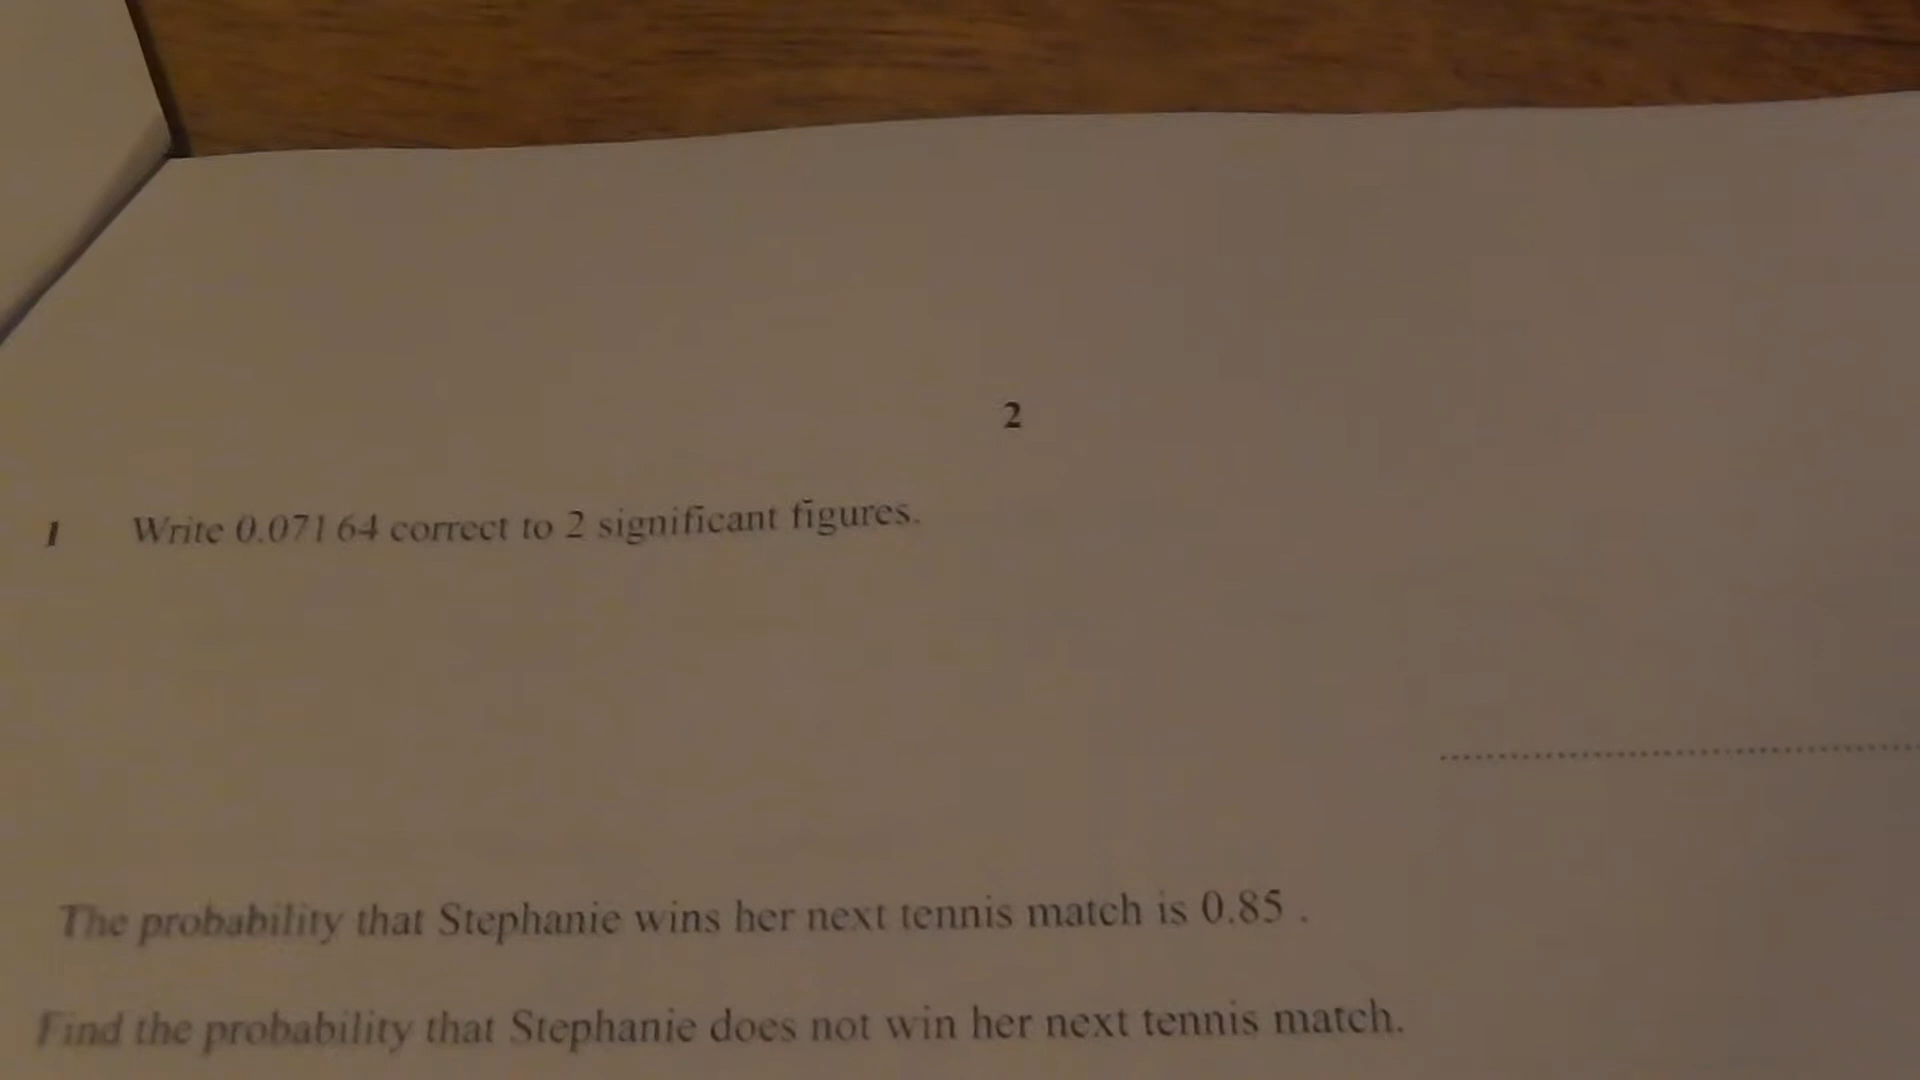 2
1 Write 0.071 64 correct to 2 significant figures.
The probability that Stephanie wins her next tennis match is 0.85 .
Find the probability that Stephanie does not win her next tennis match.